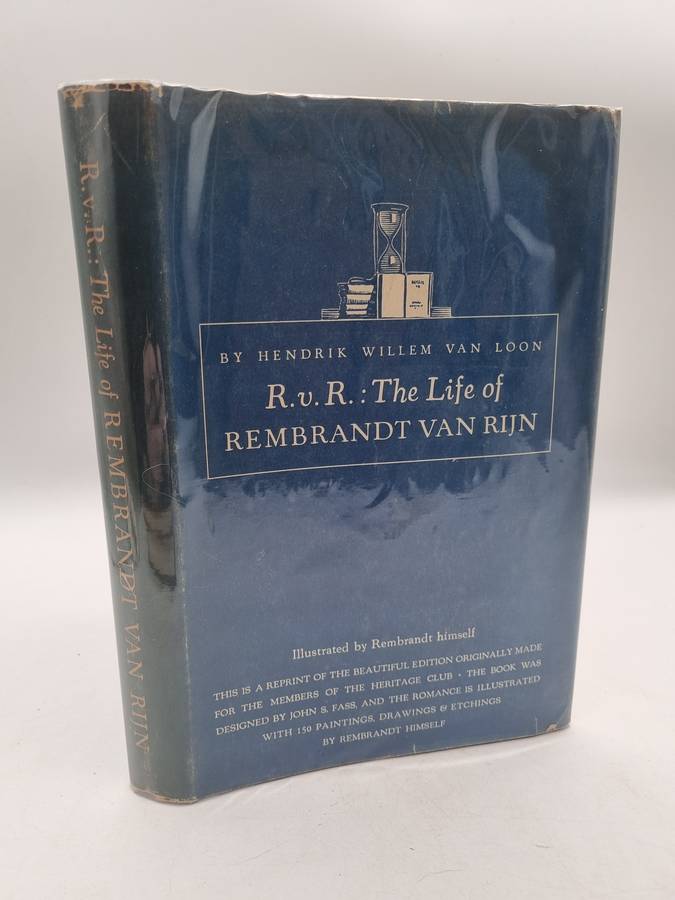 R.v.R.: The Life of REMBRANDT VAN RIJN
BY HENDRIK WILLEM VAN LOON
R.v.R.: The Life of
REMBRANDT VAN RIJN
Illustrated by Rembrandt himself
THIS IS A REPRINT OF THE BEAUTIFUL EDITION ORIGINALLY MADE
FOR THE MEMBERS OF THE HERITAGE CLUB · THE BOOK WAS
DESIGNED BY JOHN S. FASS, AND THE ROMANCE IS ILLUSTRATED
WITH 150 PAINTINGS, DRAWINGS & ETCHINGS
BY REMBRANDT HIMSELF